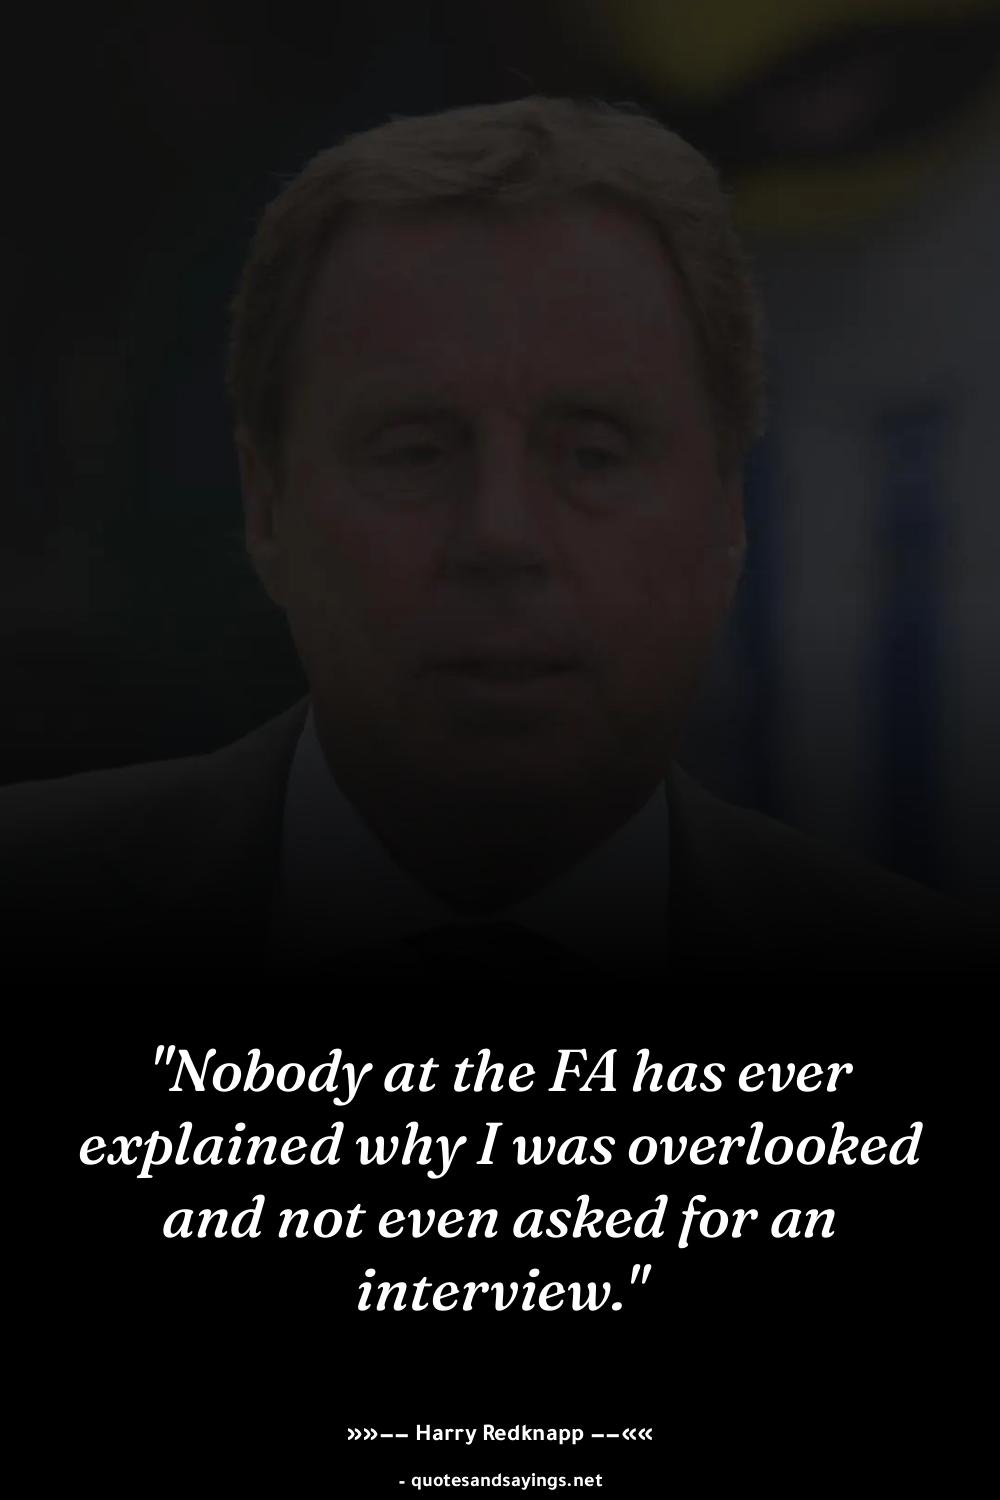 "Nobody at the FA has ever
explained why I was overlooked
and not even asked for an
interview."
»»–– Harry Redknapp ––««
- quotesandsayings.net